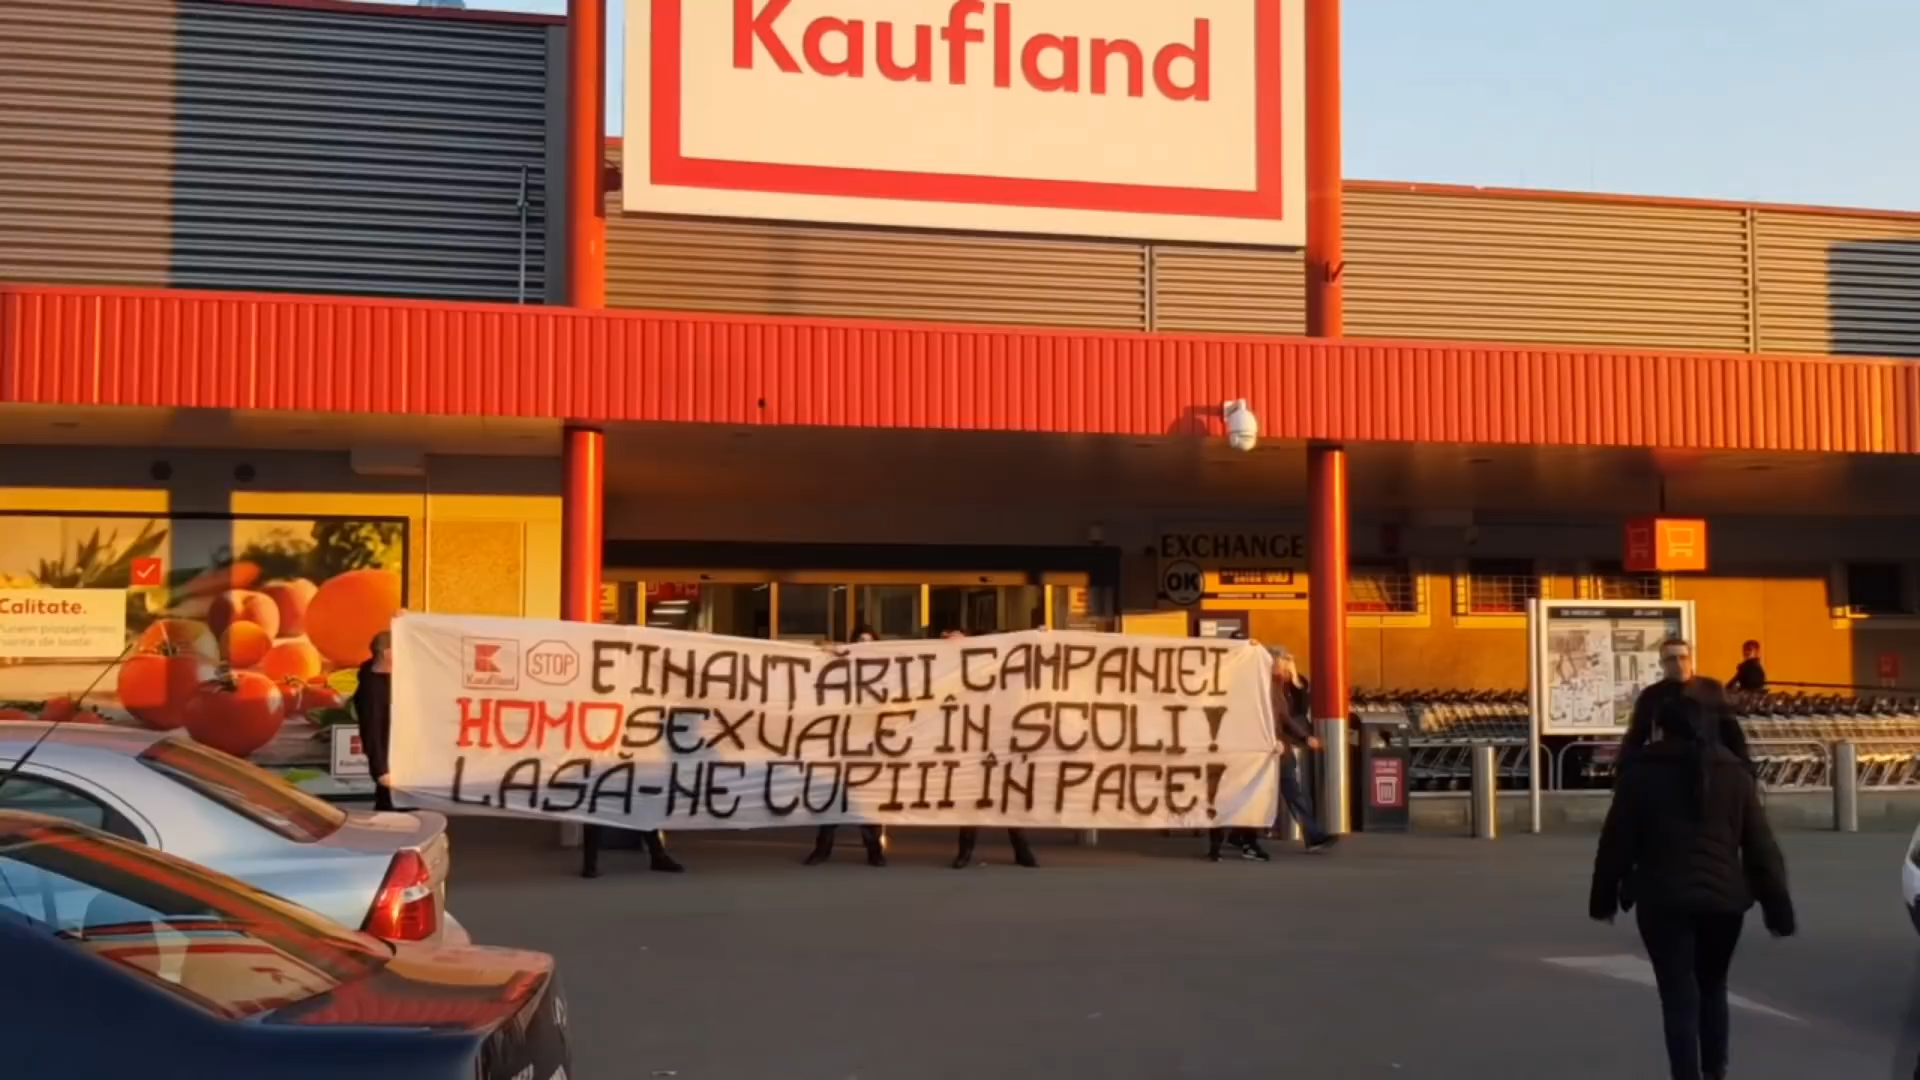 Kaufland
Calitate.
EXCHANGE
OK
Kaufland
STOP
FINANȚĂRII CAMPANIEI
HOMOSEXUALE ÎN ȘCOLI!
LASĂ-NE COPIII ÎN PACE!